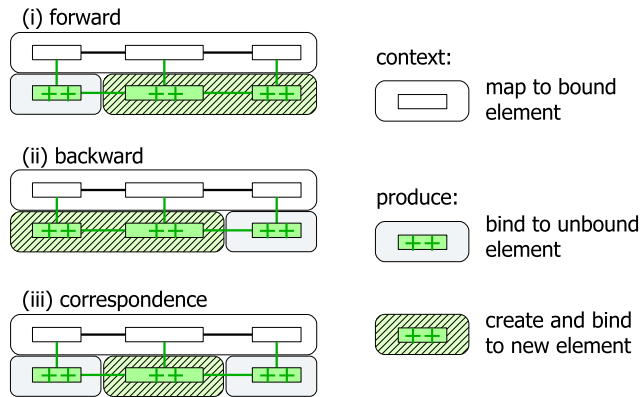 (i) forward
++
++
++
(ii) backward
++
++
++
(iii) correspondence
++
++
++
context:
map to bound
element
produce:
++
bind to unbound
element
++
create and bind
to new element